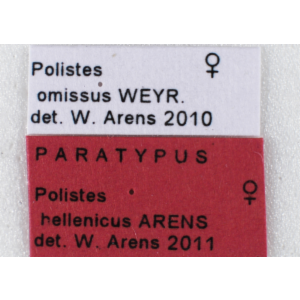 Polistes ♀
omissus WEYR.
det. W. Arens 2010
PARATYPUS
Polistes ♀
hellenicus ARENS
det. W. Arens 2011